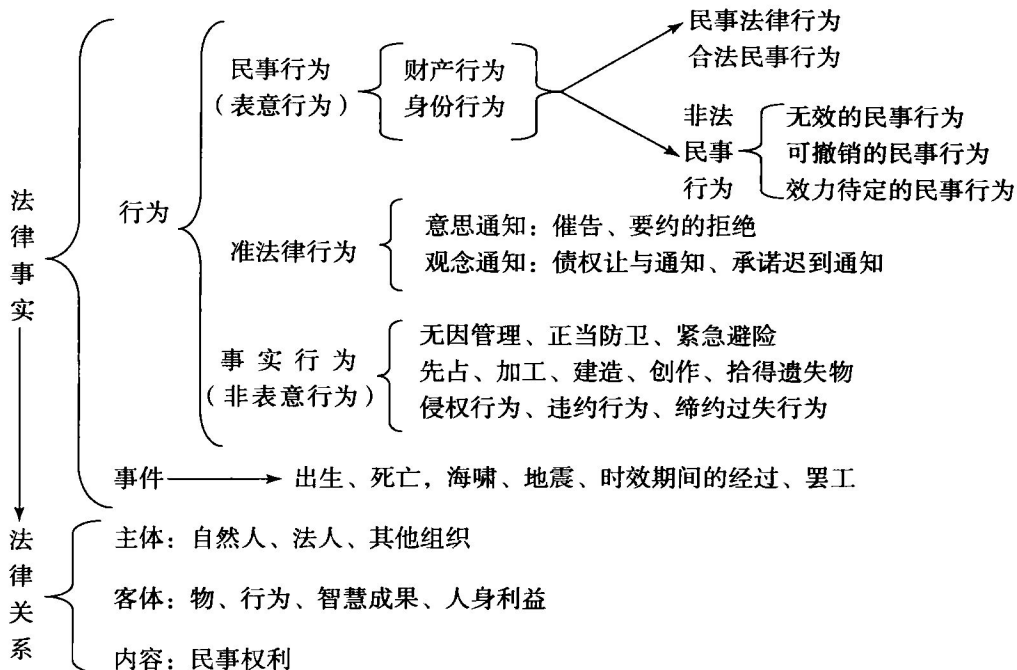 民事法律行为
合法民事行为
民事行为
(表意行为)
财产行为
身份行为
非法
民事
行为
无效的民事行为
可撤销的民事行为
效力待定的民事行为
法律事实
行为
准法律行为
意思通知:催告、要约的拒绝
观念通知:债权让与通知、承诺迟到通知
事实行为
(非表意行为)
无因管理、正当防卫、紧急避险
先占、加工、建造、创作、拾得遗失物
侵权行为、违约行为、缔约过失行为
事件
出生、死亡,海啸、地震、时效期间的经过、罢工
法律关系
主体:自然人、法人、其他组织
客体:物、行为、智慧成果、人身利益
内容:民事权利